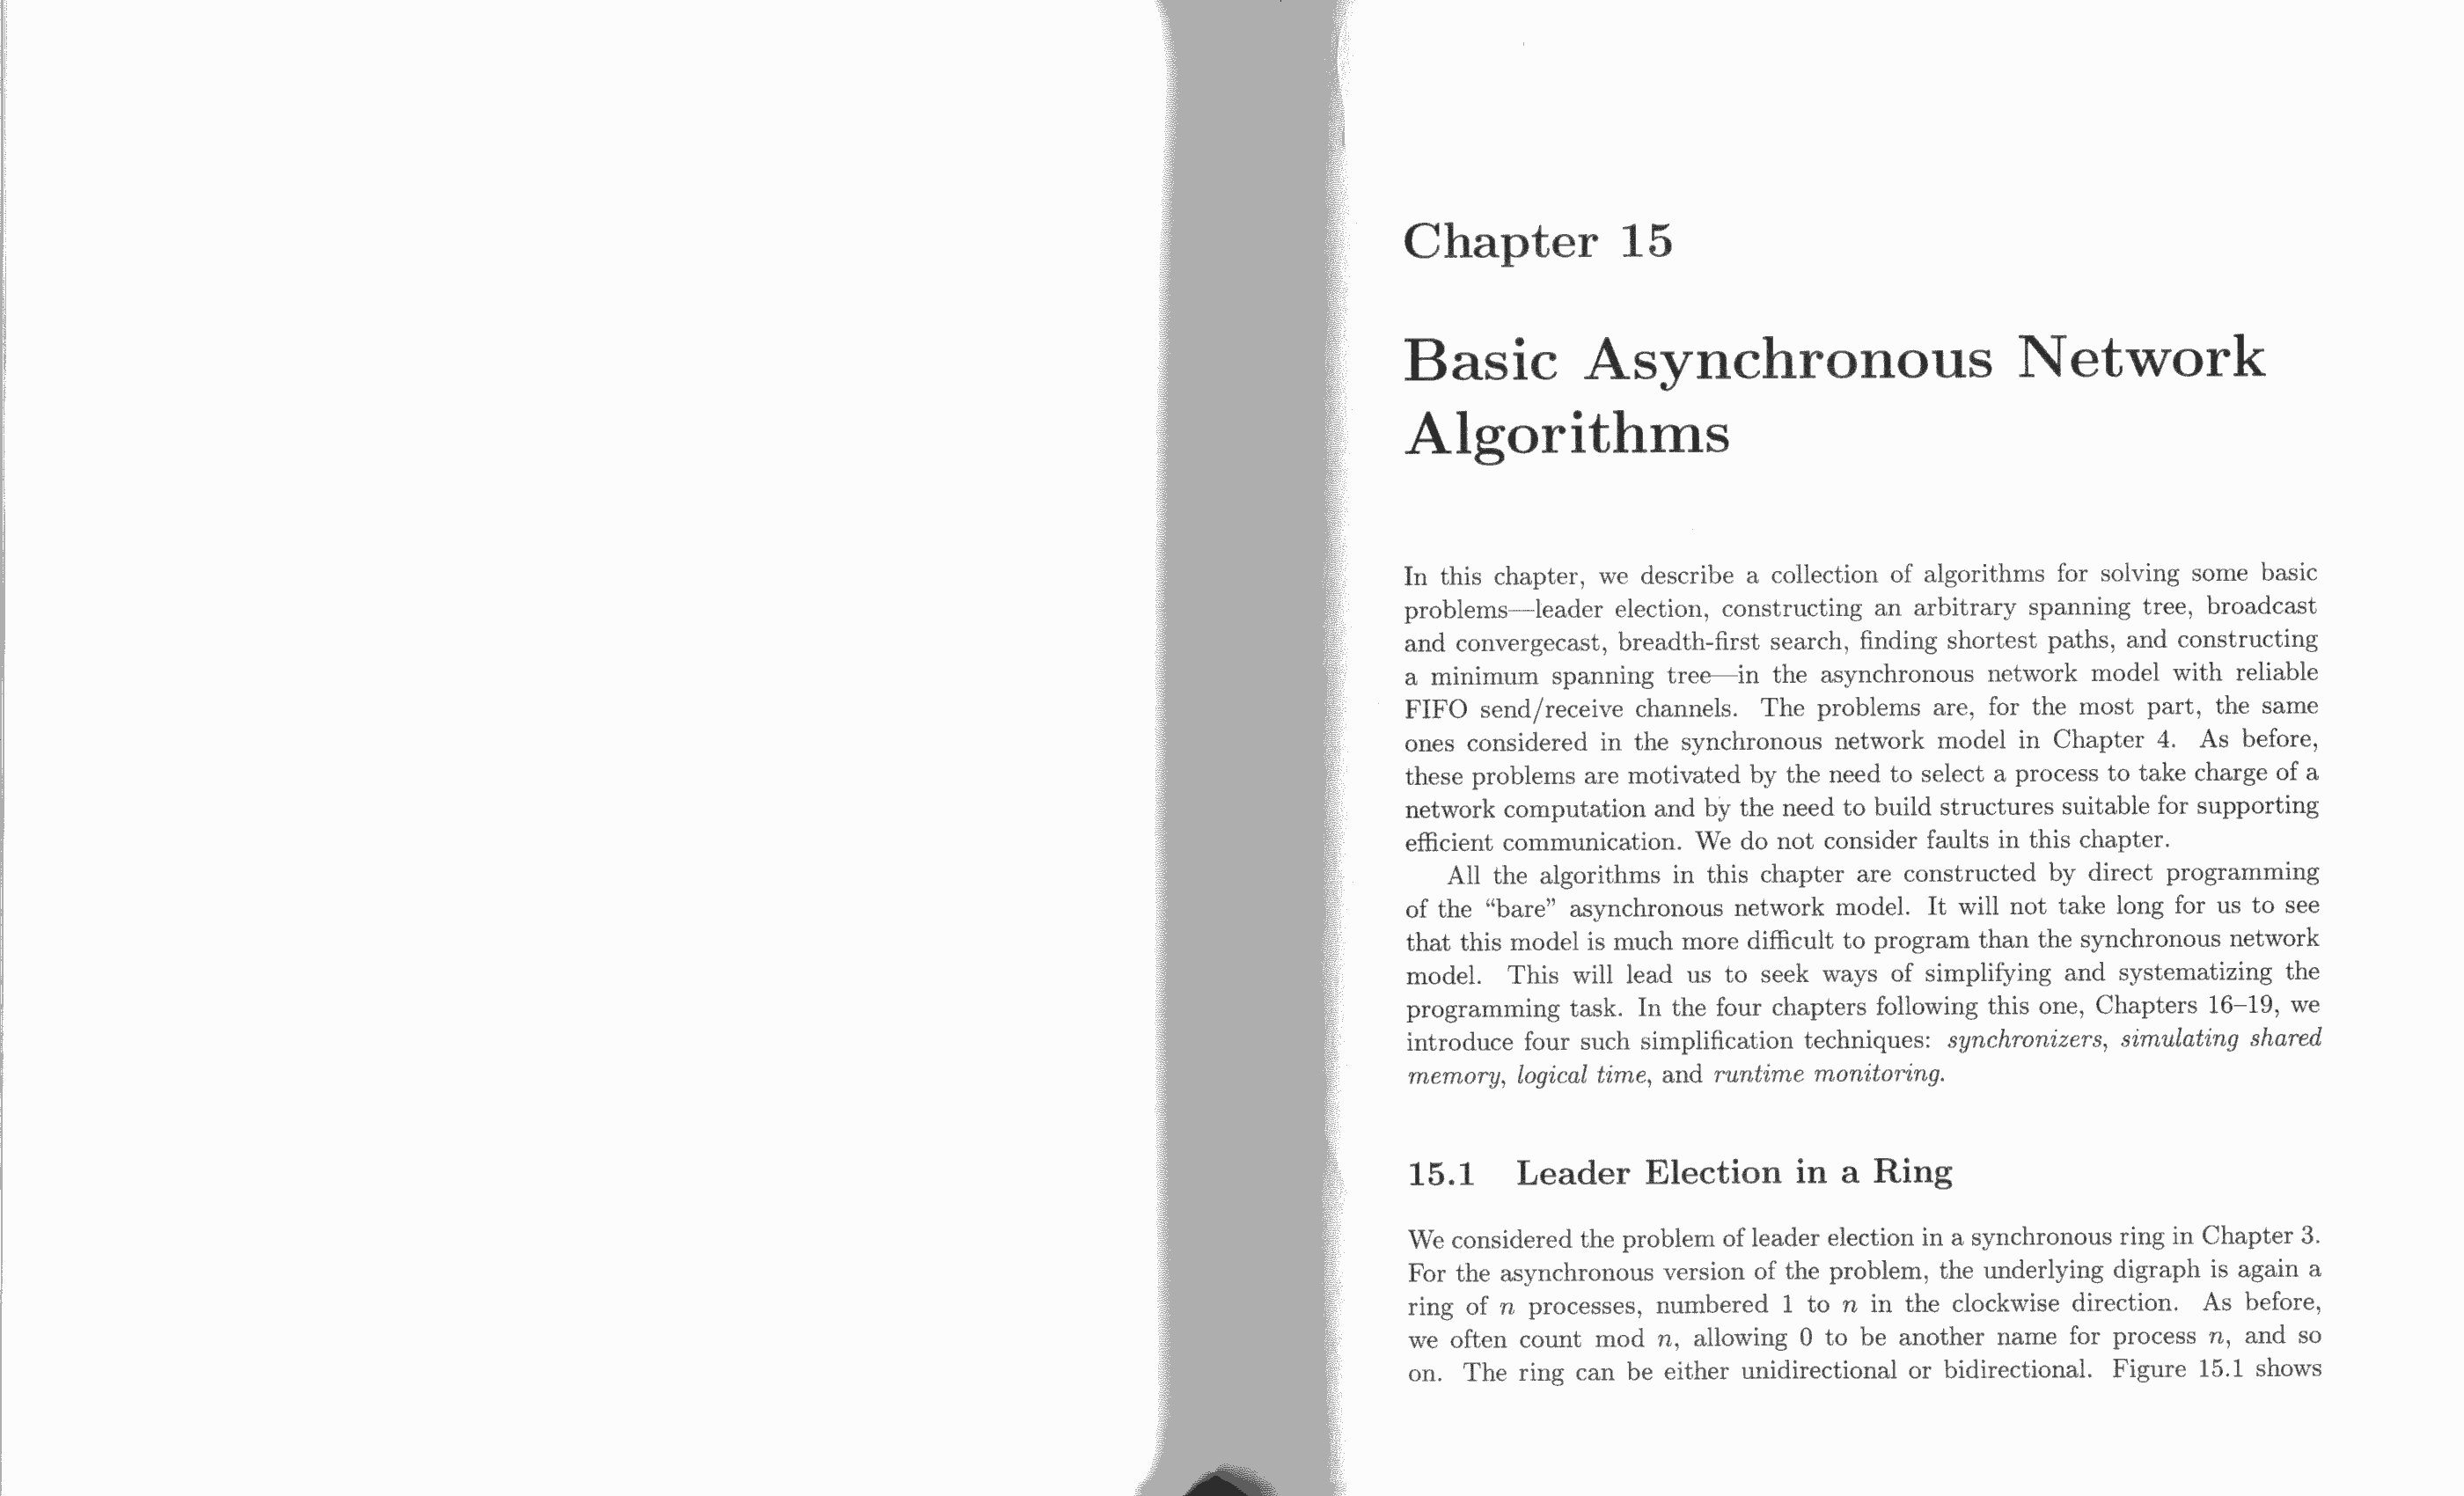 Chapter 15
Basic Asynchronous Network
Algorithms
In this chapter, we describe a collection of algorithms for solving some basic
problems—leader election, constructing an arbitrary spanning tree, broadcast
and convergecast, breadth-first search, finding shortest paths, and constructing
a minimum spanning tree—in the asynchronous network model with reliable
FIFO send/receive channels. The problems are, for the most part, the same
ones considered in the synchronous network model in Chapter 4. As before,
these problems are motivated by the need to select a process to take charge of a
network computation and by the need to build structures suitable for supporting
efficient communication. We do not consider faults in this chapter.
All the algorithms in this chapter are constructed by direct programming
of the “bare” asynchronous network model. It will not take long for us to see
that this model is much more difficult to program than the synchronous network
model. This will lead us to seek ways of simplifying and systematizing the
programming task. In the four chapters following this one, Chapters 16–19, we
introduce four such simplification techniques: synchronizers, simulating shared
memory, logical time, and runtime monitoring.
15.1 Leader Election in a Ring
We considered the problem of leader election in a synchronous ring in Chapter 3.
For the asynchronous version of the problem, the underlying digraph is again a
ring of n processes, numbered 1 to n in the clockwise direction. As before,
we often count mod n, allowing 0 to be another name for process n, and so
on. The ring can be either unidirectional or bidirectional. Figure 15.1 shows